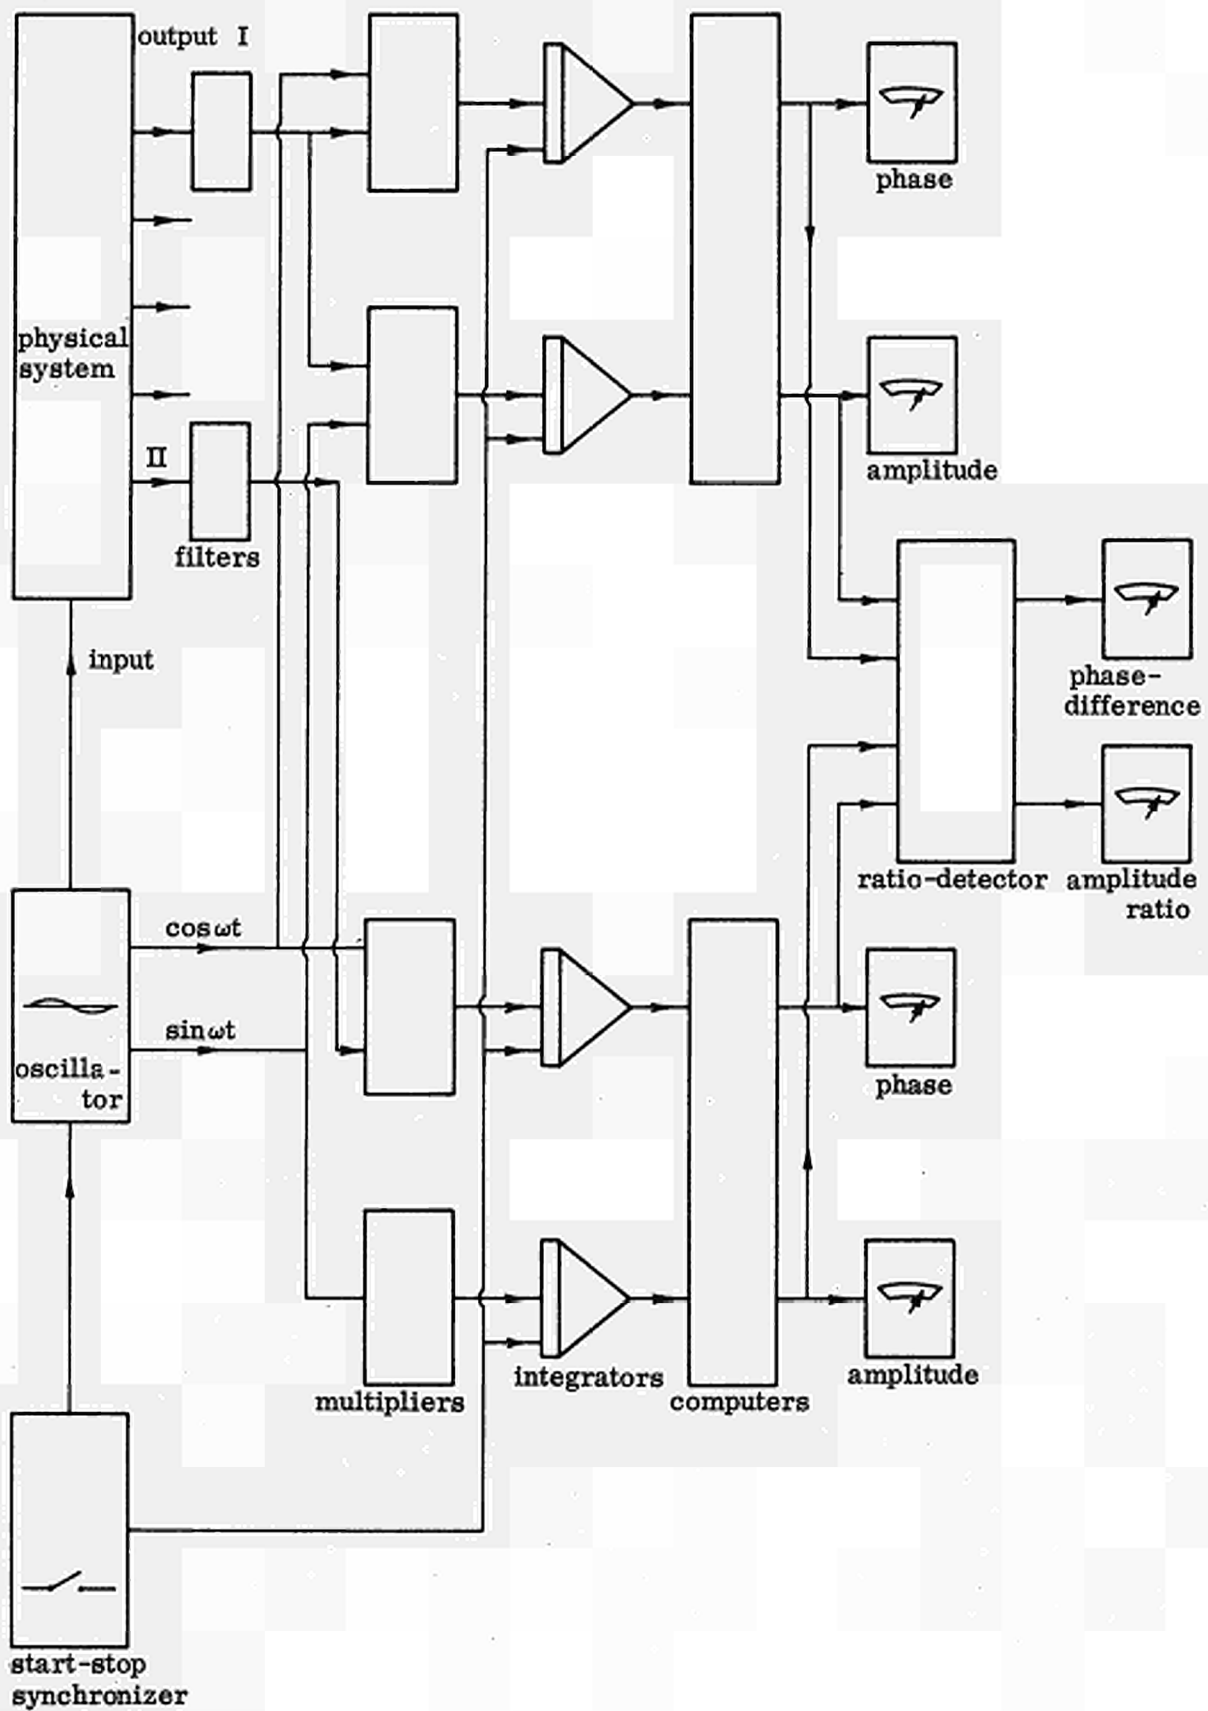 output I
phase
physical
system
amplitude
II
filters
input
phase-
difference
ratio-detector
amplitude
ratio
cosωt
sinωt
oscilla-
tor
phase
integrators
amplitude
multipliers
computers
start-stop
synchronizer